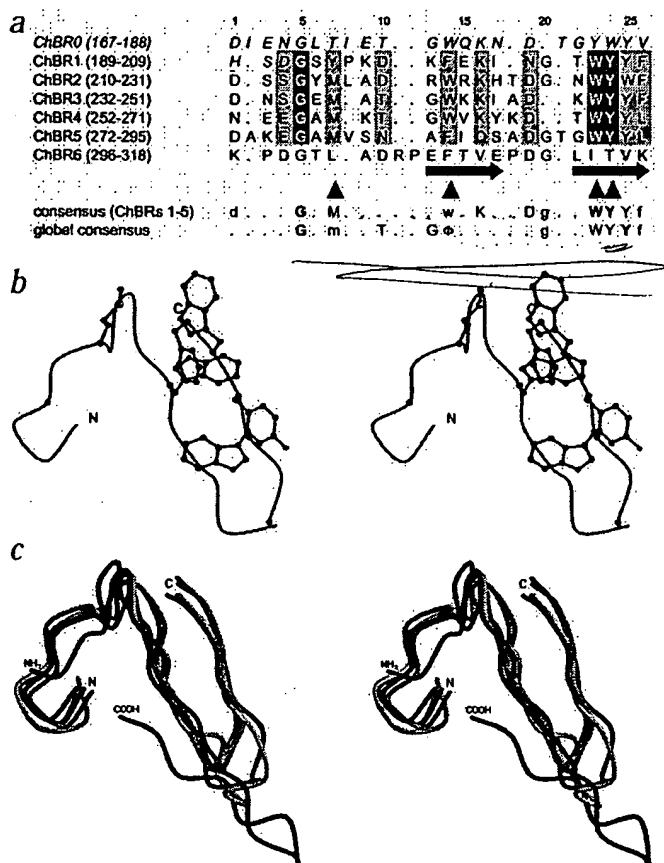 a
1 5 10 15 20 25
ChBR0 (167-188) D I E N G L T I E T . . G W Q K N . D . T G Y W Y V
ChBR1 (189-209) H . S D G S Y P K D . . K F E K I . N G . T W Y Y F
ChBR2 (210-231) D . S S G Y M L A D . . R W R K H T D G . N W Y W F
ChBR3 (232-251) D . N S G E M . A T . . G W K K I A D . . K W Y Y F
ChBR4 (252-271) N . E E G A M . K T . . G W V K Y K D . . T W Y Y L
ChBR5 (272-295) D A K E G A M V S N . . A F I Q S A D G T G W Y Y L
ChBR6 (296-318) K . P D G T L . A D R P E F T V E P D G . L I T V K
consensus (ChBRs 1-5) d . . . G . M . . . . . . w . K . . D g . . W Y Y f
global consensus . . . . G . m . . T . . G Φ . . . . . g . . W Y Y f
b
C
N
N
c
C
NH₂
N
COOH
C
NH₂
N
COOH